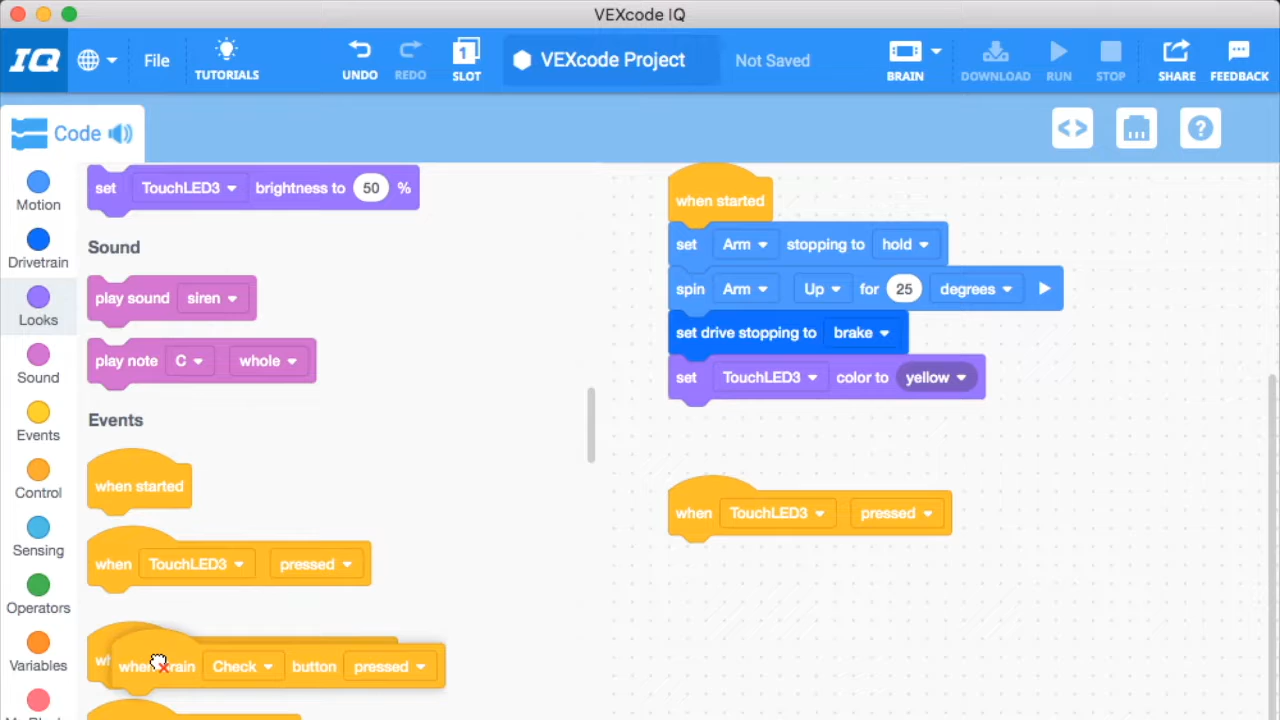 VEXcode IQ
IQ
File
TUTORIALS
UNDO
REDO
1
SLOT
VEXcode Project
Not Saved
BRAIN
DOWNLOAD
RUN
STOP
SHARE
FEEDBACK
Code
<>
?
Motion
Drivetrain
Looks
Sound
Events
Control
Sensing
Operators
Variables
set TouchLED3 brightness to 50 %
Sound
play sound siren
play note C whole
Events
when started
when TouchLED3 pressed
when Brain Check button pressed
when started
set Arm stopping to hold
spin Arm Up for 25 degrees
set drive stopping to brake
set TouchLED3 color to yellow
when TouchLED3 pressed